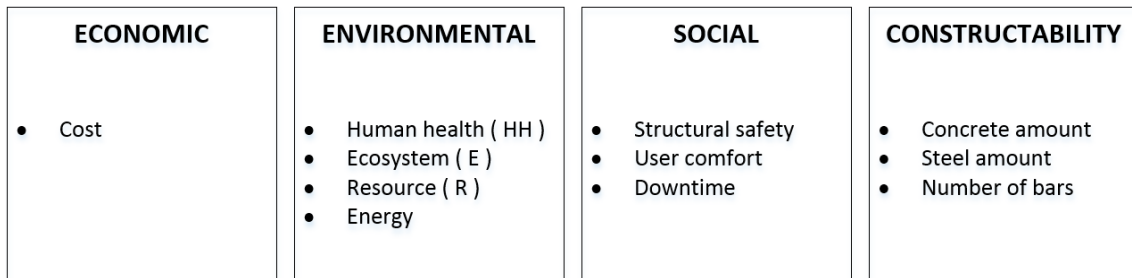 ECONOMIC
• Cost
ENVIRONMENTAL
• Human health ( HH )
• Ecosystem ( E )
• Resource ( R )
• Energy
SOCIAL
• Structural safety
• User comfort
• Downtime
CONSTRUCTABILITY
• Concrete amount
• Steel amount
• Number of bars